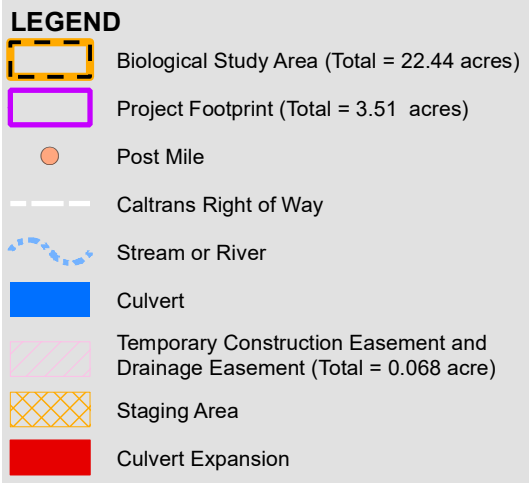 LEGEND
Biological Study Area (Total = 22.44 acres)
Project Footprint (Total = 3.51 acres)
Post Mile
Caltrans Right of Way
Stream or River
Culvert
Temporary Construction Easement and
Drainage Easement (Total = 0.068 acre)
Staging Area
Culvert Expansion